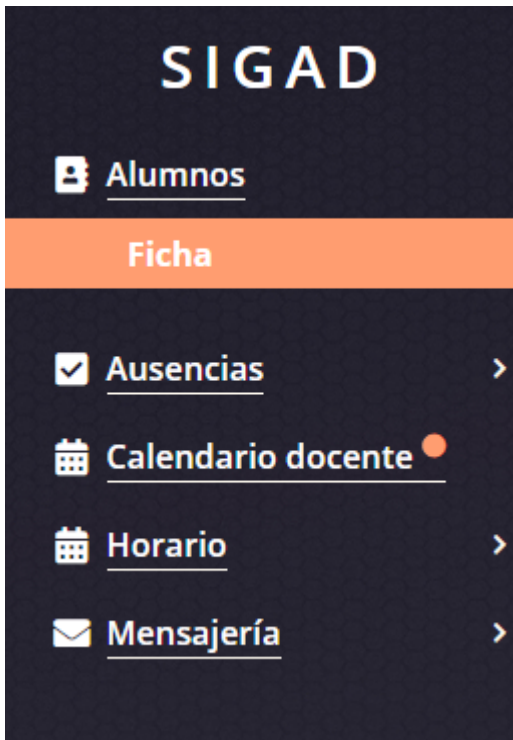 SIGAD
Alumnos
Ficha
Ausencias
Calendario docente
Horario
Mensajería